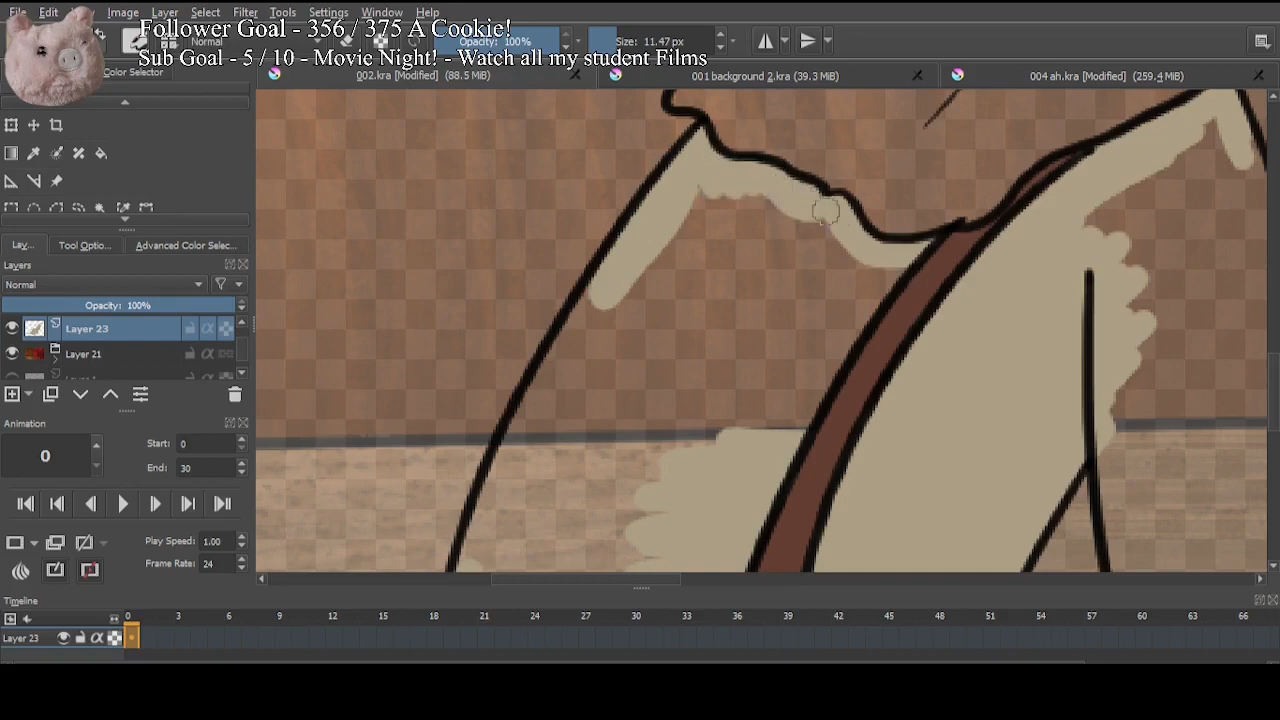 File Edit Image Layer Select Filter Tools Settings Window Help
Follower Goal - 356 / 375 A Cookie!
Normal Opacity: 100% Size: 11.47 px
Sub Goal - 5 / 10 - Movie Night! - Watch all my student Films
Color Selector
002.kra [Modified] (88.5 MiB)
001 background 2.kra (39.3 MiB)
004 ah.kra [Modified] (259.4 MiB)
Lay... Tool Optio... Advanced Color Selec...
Layers
Normal
Opacity: 100%
Layer 23
Layer 21
Animation
0 Start: 0
End: 30
Play Speed: 1.00
Frame Rate: 24
Timeline
0 3 6 9 12 15 18 21 24 27 30 33 36 39 42 45 48 51 54 57 60 63 66
Layer 23